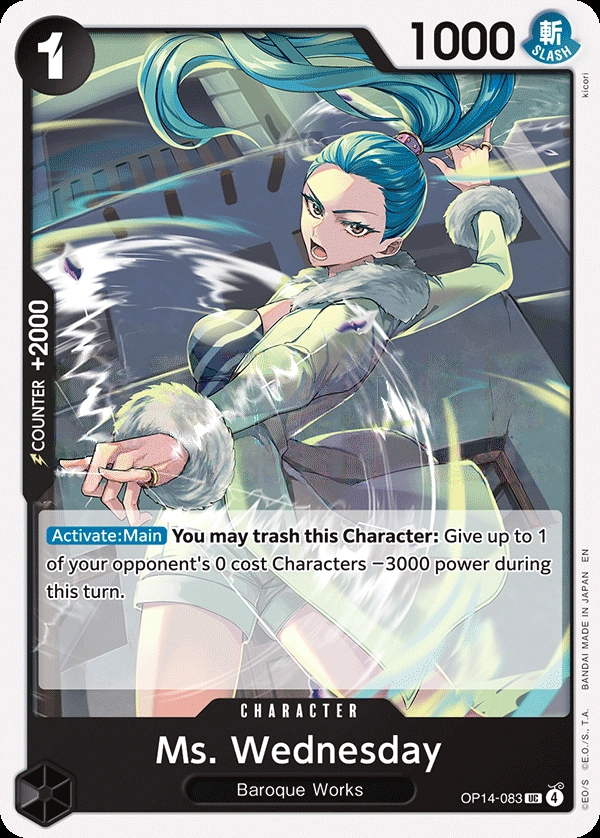 1
1000
斬
SLASH
kicori
COUNTER +2000
Activate:Main You may trash this Character: Give up to 1
of your opponent's 0 cost Characters −3000 power during
this turn.
CHARACTER
Ms. Wednesday
Baroque Works
OP14-083 UC 4
©EO/S ©E.O./S., T.A. BANDAI MADE IN JAPAN EN